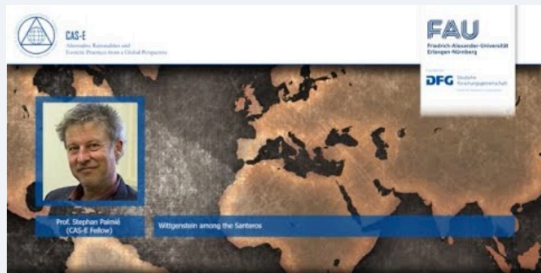 CAS-E
Alternative Rationalities and
Esoteric Practices from a Global Perspective
FAU
Friedrich-Alexander-Universität
Erlangen-Nürnberg
DFG Deutsche
Forschungsgemeinschaft
Prof. Stephan Palmié
(CAS-E Fellow)
Wittgenstein among the Santeros